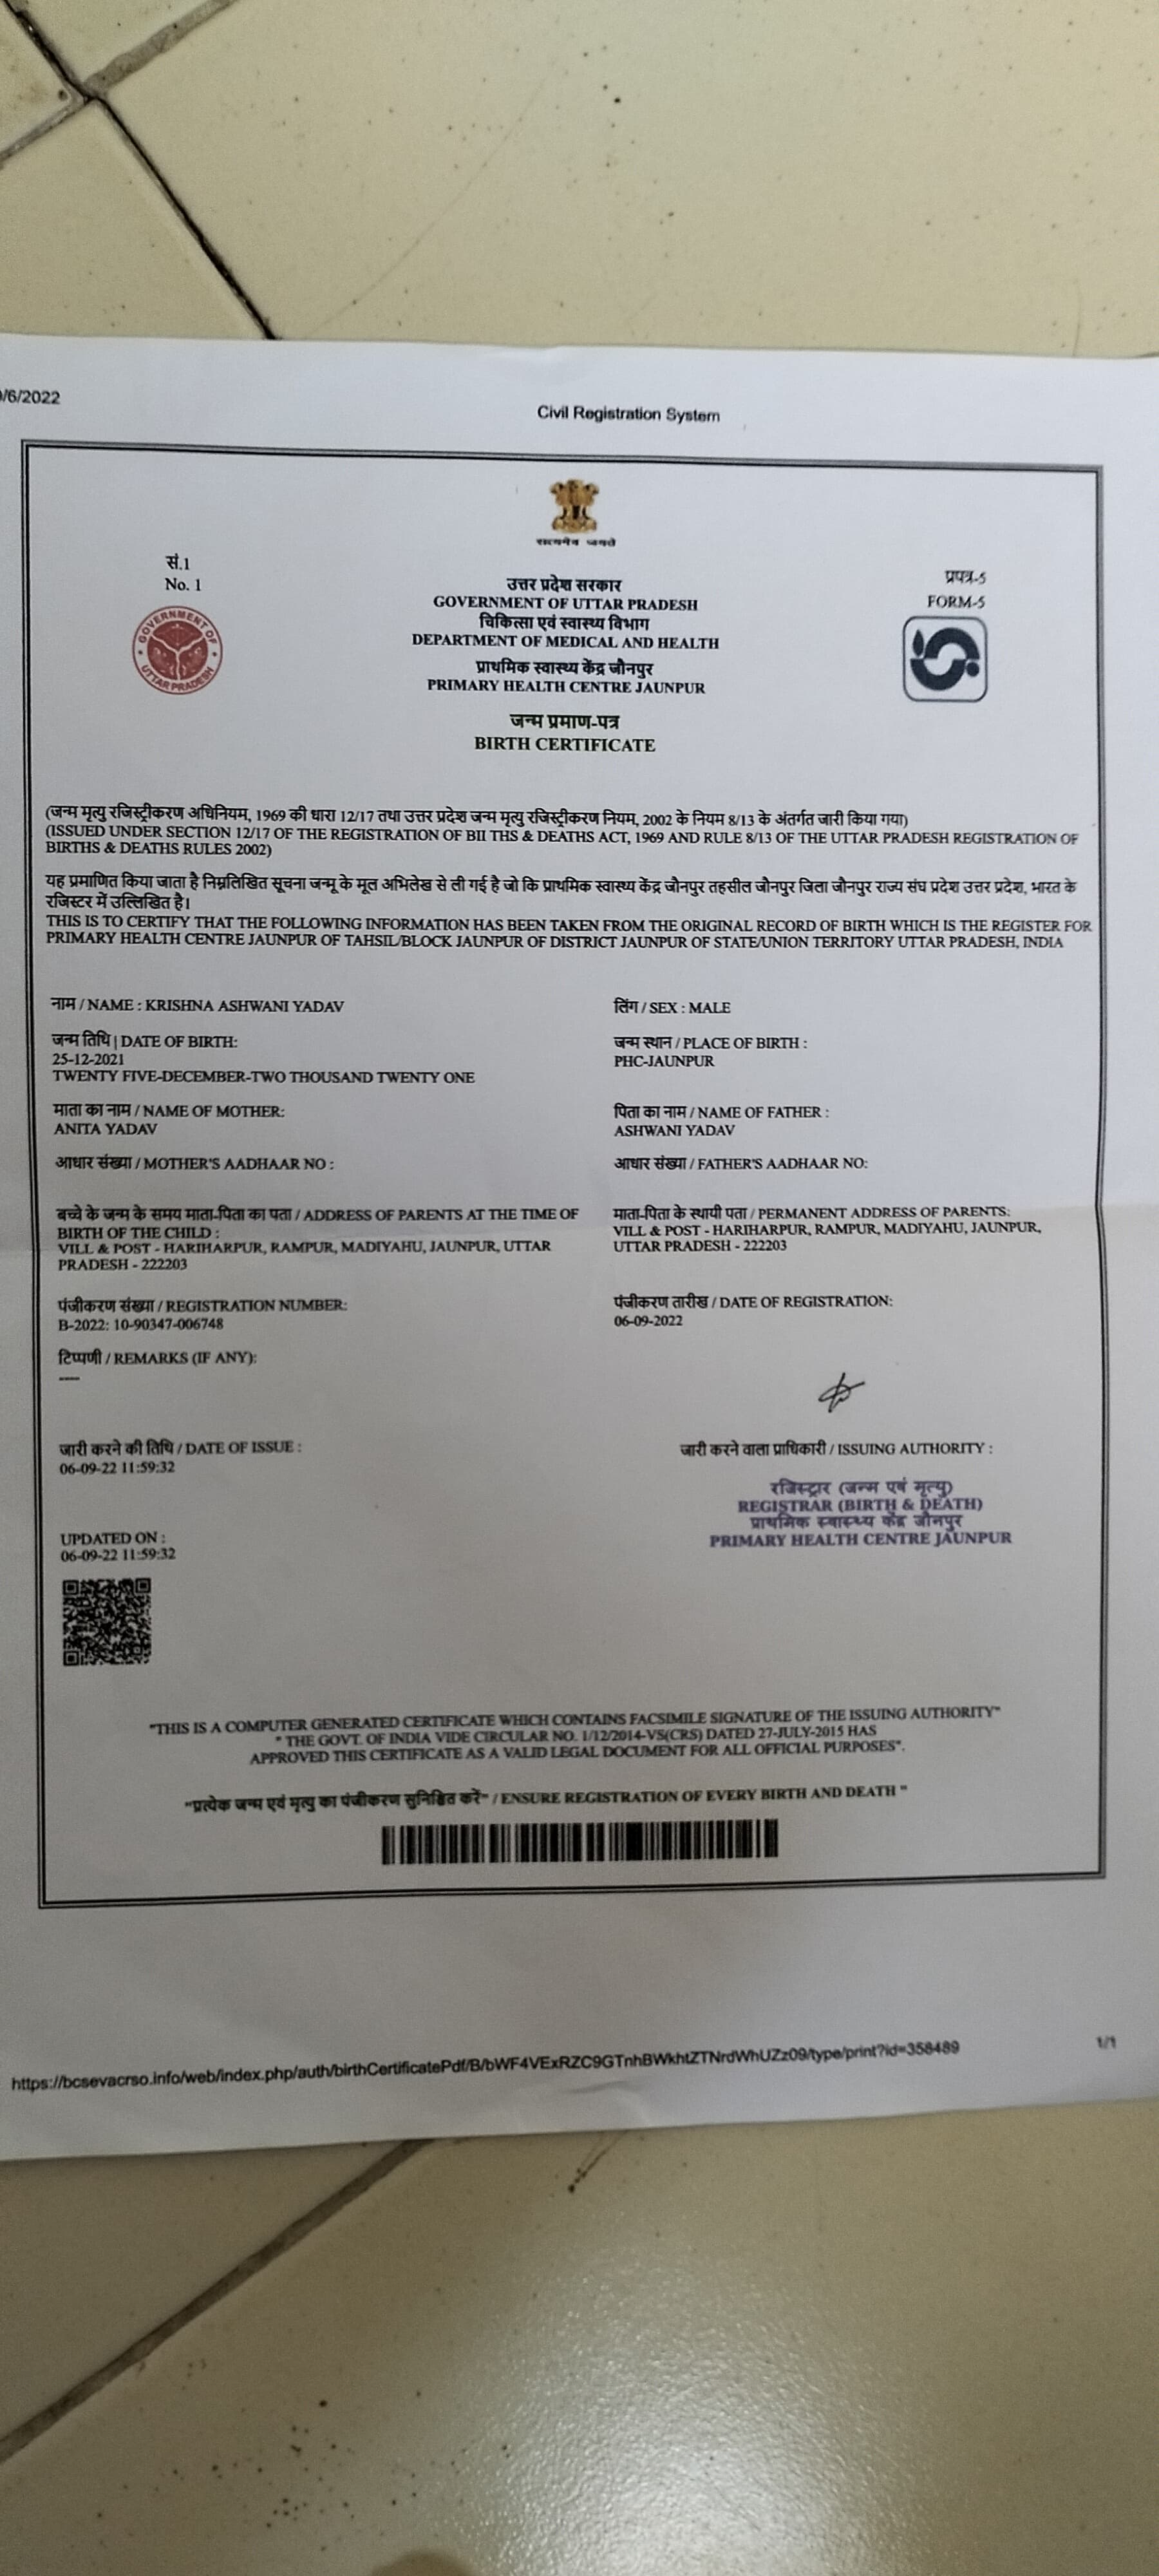 /6/2022
Civil Registration System
सत्यमेव जयते
सं.1
No. 1
प्रपत्र-5
FORM-5
GOVERNMENT OF
UTTAR PRADESH
उत्तर प्रदेश सरकार
GOVERNMENT OF UTTAR PRADESH
चिकित्सा एवं स्वास्थ्य विभाग
DEPARTMENT OF MEDICAL AND HEALTH
प्राथमिक स्वास्थ्य केंद्र जौनपुर
PRIMARY HEALTH CENTRE JAUNPUR
जन्म प्रमाण-पत्र
BIRTH CERTIFICATE
(जन्म मृत्यु रजिस्ट्रीकरण अधिनियम, 1969 की धारा 12/17 तथा उत्तर प्रदेश जन्म मृत्यु रजिस्ट्रीकरण नियम, 2002 के नियम 8/13 के अंतर्गत जारी किया गया)
(ISSUED UNDER SECTION 12/17 OF THE REGISTRATION OF BII THS & DEATHS ACT, 1969 AND RULE 8/13 OF THE UTTAR PRADESH REGISTRATION OF
BIRTHS & DEATHS RULES 2002)
यह प्रमाणित किया जाता है निम्नलिखित सूचना जन्मू के मूल अभिलेख से ली गई है जो कि प्राथमिक स्वास्थ्य केंद्र जौनपुर तहसील जौनपुर जिला जौनपुर राज्य संघ प्रदेश उत्तर प्रदेश, भारत के
रजिस्टर में उल्लिखित है।
THIS IS TO CERTIFY THAT THE FOLLOWING INFORMATION HAS BEEN TAKEN FROM THE ORIGINAL RECORD OF BIRTH WHICH IS THE REGISTER FOR
PRIMARY HEALTH CENTRE JAUNPUR OF TAHSIL/BLOCK JAUNPUR OF DISTRICT JAUNPUR OF STATE/UNION TERRITORY UTTAR PRADESH, INDIA
नाम / NAME : KRISHNA ASHWANI YADAV
लिंग / SEX : MALE
जन्म तिथि | DATE OF BIRTH:
25-12-2021
TWENTY FIVE-DECEMBER-TWO THOUSAND TWENTY ONE
जन्म स्थान / PLACE OF BIRTH :
PHC-JAUNPUR
माता का नाम / NAME OF MOTHER:
ANITA YADAV
पिता का नाम / NAME OF FATHER :
ASHWANI YADAV
आधार संख्या / MOTHER'S AADHAAR NO :
आधार संख्या / FATHER'S AADHAAR NO:
बच्चे के जन्म के समय माता-पिता का पता / ADDRESS OF PARENTS AT THE TIME OF
BIRTH OF THE CHILD :
VILL & POST - HARIHARPUR, RAMPUR, MADIYAHU, JAUNPUR, UTTAR
PRADESH - 222203
माता-पिता के स्थायी पता / PERMANENT ADDRESS OF PARENTS:
VILL & POST - HARIHARPUR, RAMPUR, MADIYAHU, JAUNPUR,
UTTAR PRADESH - 222203
पंजीकरण संख्या / REGISTRATION NUMBER:
B-2022: 10-90347-006748
पंजीकरण तारीख / DATE OF REGISTRATION:
06-09-2022
टिप्पणी / REMARKS (IF ANY):
----
जारी करने की तिथि / DATE OF ISSUE :
06-09-22 11:59:32
जारी करने वाला प्राधिकारी / ISSUING AUTHORITY :
रजिस्ट्रार (जन्म एवं मृत्यु)
REGISTRAR (BIRTH & DEATH)
प्राथमिक स्वास्थ्य केंद्र जौनपुर
PRIMARY HEALTH CENTRE JAUNPUR
UPDATED ON :
06-09-22 11:59:32
"THIS IS A COMPUTER GENERATED CERTIFICATE WHICH CONTAINS FACSIMILE SIGNATURE OF THE ISSUING AUTHORITY"
" THE GOVT. OF INDIA VIDE CIRCULAR NO. 1/12/2014-VS(CRS) DATED 27-JULY-2015 HAS
APPROVED THIS CERTIFICATE AS A VALID LEGAL DOCUMENT FOR ALL OFFICIAL PURPOSES".
"प्रत्येक जन्म एवं मृत्यु का पंजीकरण सुनिश्चित करें" / ENSURE REGISTRATION OF EVERY BIRTH AND DEATH "
https://bcsevacrso.info/web/index.php/auth/birthCertificatePdf/B/bWF4VExRZC9GTnhBWkhtZTNrdWhUZz09/type/print?id=358489
1/1